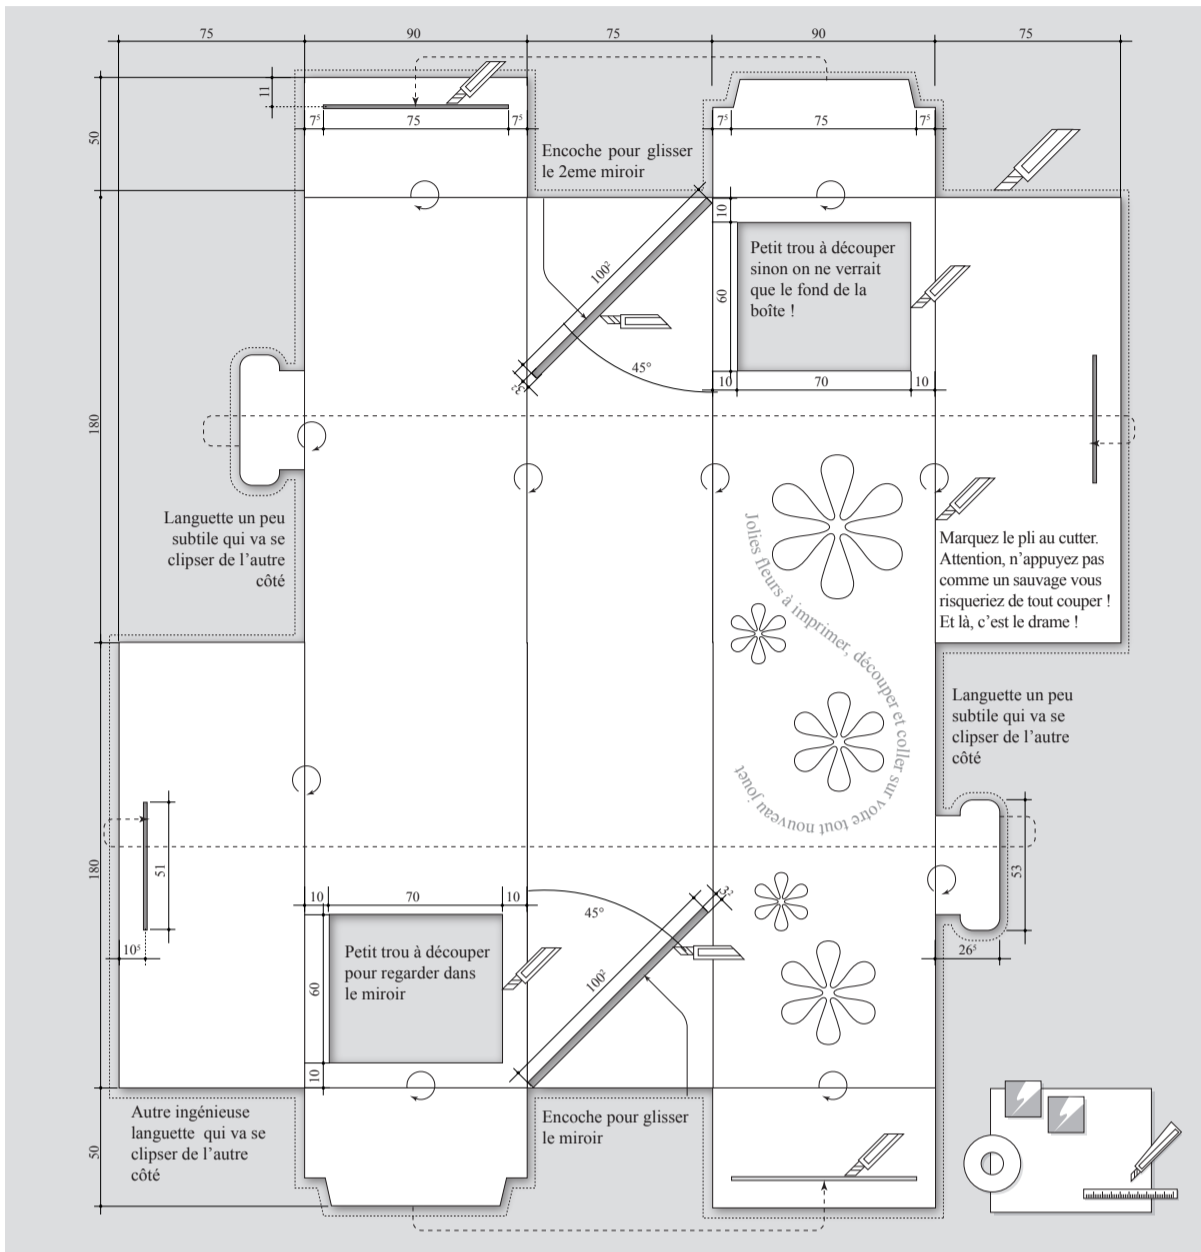 75
90
75
90
75
11
50
7⁵
75
7⁵
7⁵
75
7⁵
Encoche pour glisser
le 2eme miroir
10
100²
60
Petit trou à découper
sinon on ne verrait
que le fond de la
boîte !
45°
3²
10
70
10
180
Languette un peu
subtile qui va se
clipser de l’autre
côté
Jolies fleurs à imprimer, découper et coller sur votre tout nouveau jouet
Marquez le pli au cutter.
Attention, n’appuyez pas
comme un sauvage vous
risqueriez de tout couper !
Et là, c’est le drame !
Languette un peu
subtile qui va se
clipser de l’autre
côté
180
51
10⁵
10
70
10
45°
3²
53
26⁵
60
Petit trou à découper
pour regarder dans
le miroir
100²
10
Autre ingénieuse
languette qui va se
clipser de l’autre
côté
50
Encoche pour glisser
le miroir